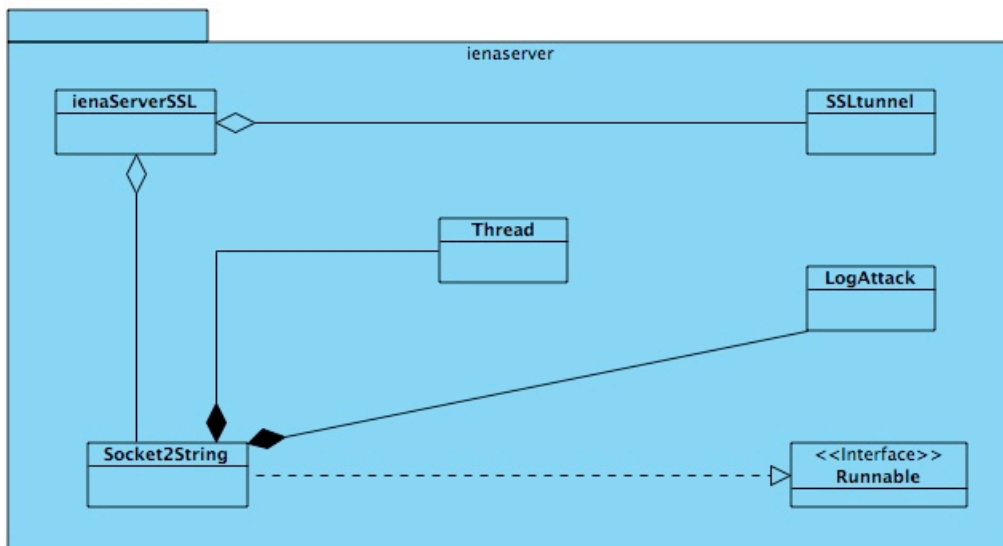 ienaserver
ienaServerSSL
SSLtunnel
Thread
LogAttack
Socket2String
<<Interface>>
Runnable